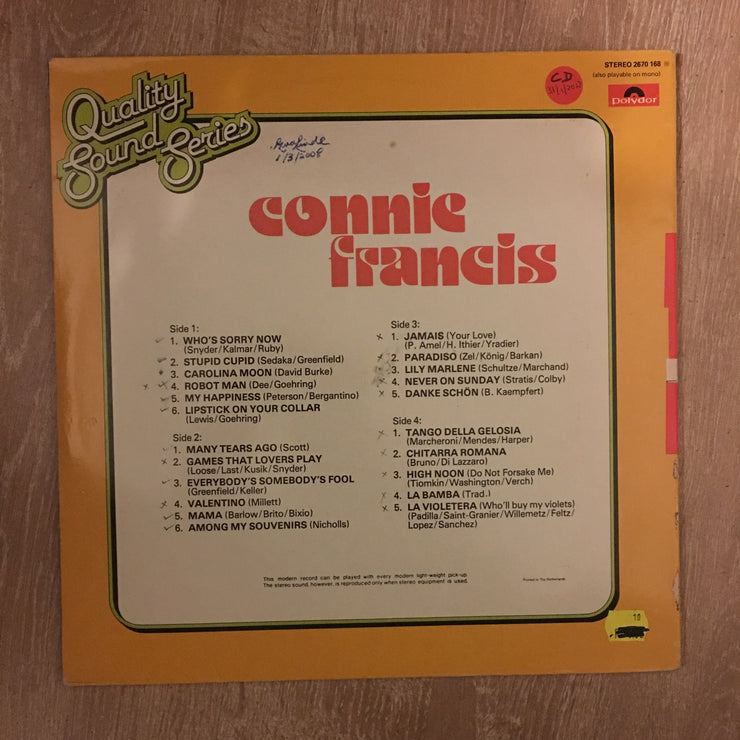 Quality
Sound Series
CD
31/1/2012
STEREO 2670 168
(also playable on mono)
Polydor
1/3/2008
connie
francis
Side 1:
1. WHO'S SORRY NOW
(Snyder/Kalmar/Ruby)
2. STUPID CUPID (Sedaka/Greenfield)
3. CAROLINA MOON (David Burke)
4. ROBOT MAN (Dee/Goehring)
5. MY HAPPINESS (Peterson/Bergantino)
6. LIPSTICK ON YOUR COLLAR
(Lewis/Goehring)
Side 2:
1. MANY TEARS AGO (Scott)
2. GAMES THAT LOVERS PLAY
(Loose/Last/Kusik/Snyder)
3. EVERYBODY'S SOMEBODY'S FOOL
(Greenfield/Keller)
4. VALENTINO (Millett)
5. MAMA (Barlow/Brito/Bixio)
6. AMONG MY SOUVENIRS (Nicholls)
Side 3:
1. JAMAIS (Your Love)
(P. Amel/H. Ithier/Yradier)
2. PARADISO (Zel/König/Barkan)
3. LILY MARLENE (Schultze/Marchand)
4. NEVER ON SUNDAY (Stratis/Colby)
5. DANKE SCHÖN (B. Kaempfert)
Side 4:
1. TANGO DELLA GELOSIA
(Marcheroni/Mendes/Harper)
2. CHITARRA ROMANA
(Bruno/Di Lazzaro)
3. HIGH NOON (Do Not Forsake Me)
(Tiomkin/Washington/Verch)
4. LA BAMBA (Trad.)
5. LA VIOLETERA (Who'll buy my violets)
(Padilla/Saint-Granier/Willemetz/Feltz/
Lopez/Sanchez)
This modern record can be played with every modern light-weight pick-up.
The stereo sound, however, is reproduced only when stereo equipment is used.
Printed in The Netherlands
10